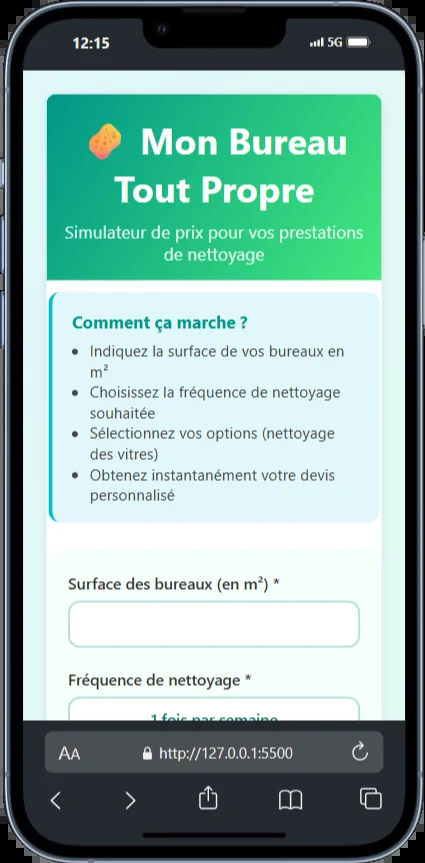 12:15
5G
Mon Bureau
Tout Propre
Simulateur de prix pour vos prestations
de nettoyage
Comment ça marche ?
• Indiquez la surface de vos bureaux en
m²
• Choisissez la fréquence de nettoyage
souhaitée
• Sélectionnez vos options (nettoyage
des vitres)
• Obtenez instantanément votre devis
personnalisé
Surface des bureaux (en m²) *
Fréquence de nettoyage *
1 fois par semaine
AA
http://127.0.0.1:5500